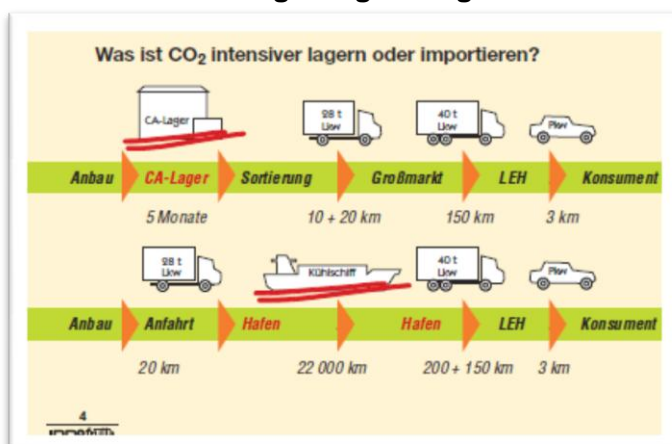 Was ist CO₂ intensiver lagern oder importieren?
CA-Lager
28 t
Lkw
40 t
Lkw
Pkw
Anbau CA-Lager Sortierung Großmarkt LEH Konsument
5 Monate 10 + 20 km 150 km 3 km
28 t
Lkw
Kühlschiff
40 t
Lkw
Pkw
Anbau Anfahrt Hafen Hafen LEH Konsument
20 km 22 000 km 200 + 150 km 3 km
4